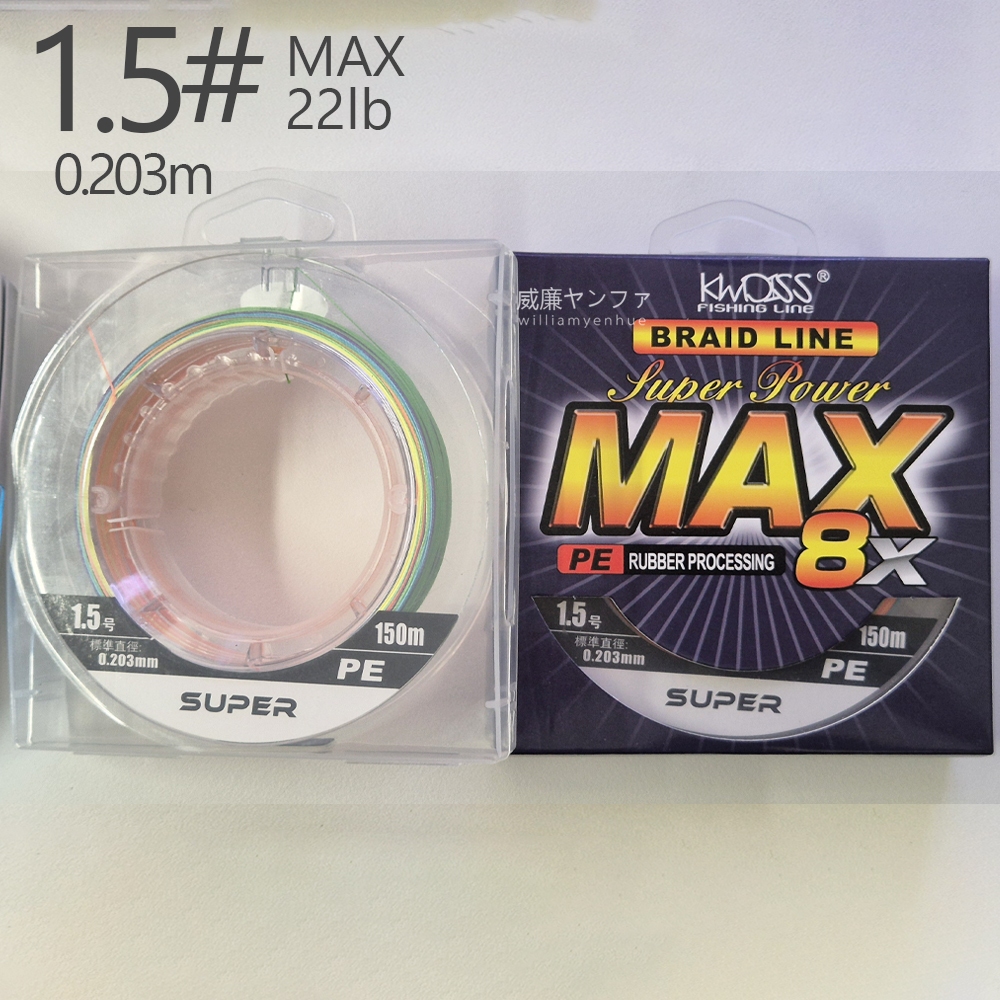 1.5#
MAX
22lb
0.203m
KWOSS®
FISHING LINE
威廉ヤンファ
williamyenhue
BRAID LINE
Super Power
MAX
8X
PE RUBBER PROCESSING
1.5号
標準直徑:
0.203mm
150m
PE
SUPER
1.5号
標準直徑:
0.203mm
150m
PE
SUPER